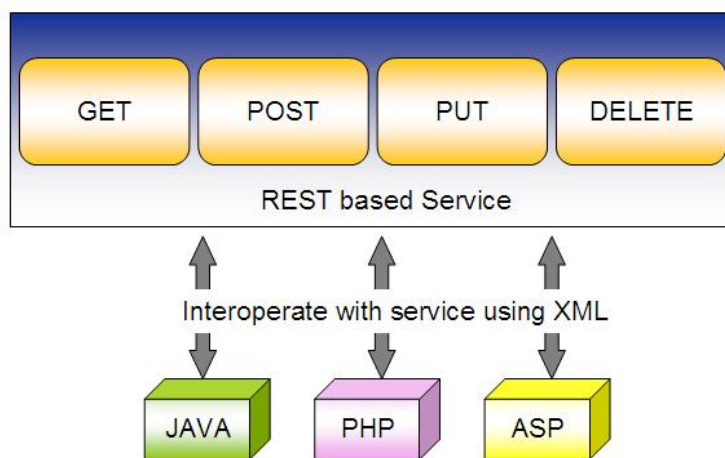 GET POST PUT DELETE
REST based Service
Interoperate with service using XML
JAVA PHP ASP